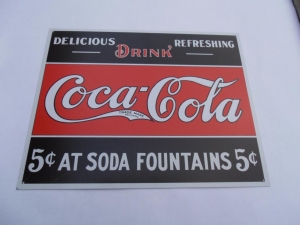 DELICIOUS REFRESHING
DRINK
Coca-Cola
5¢ AT SODA FOUNTAINS 5¢